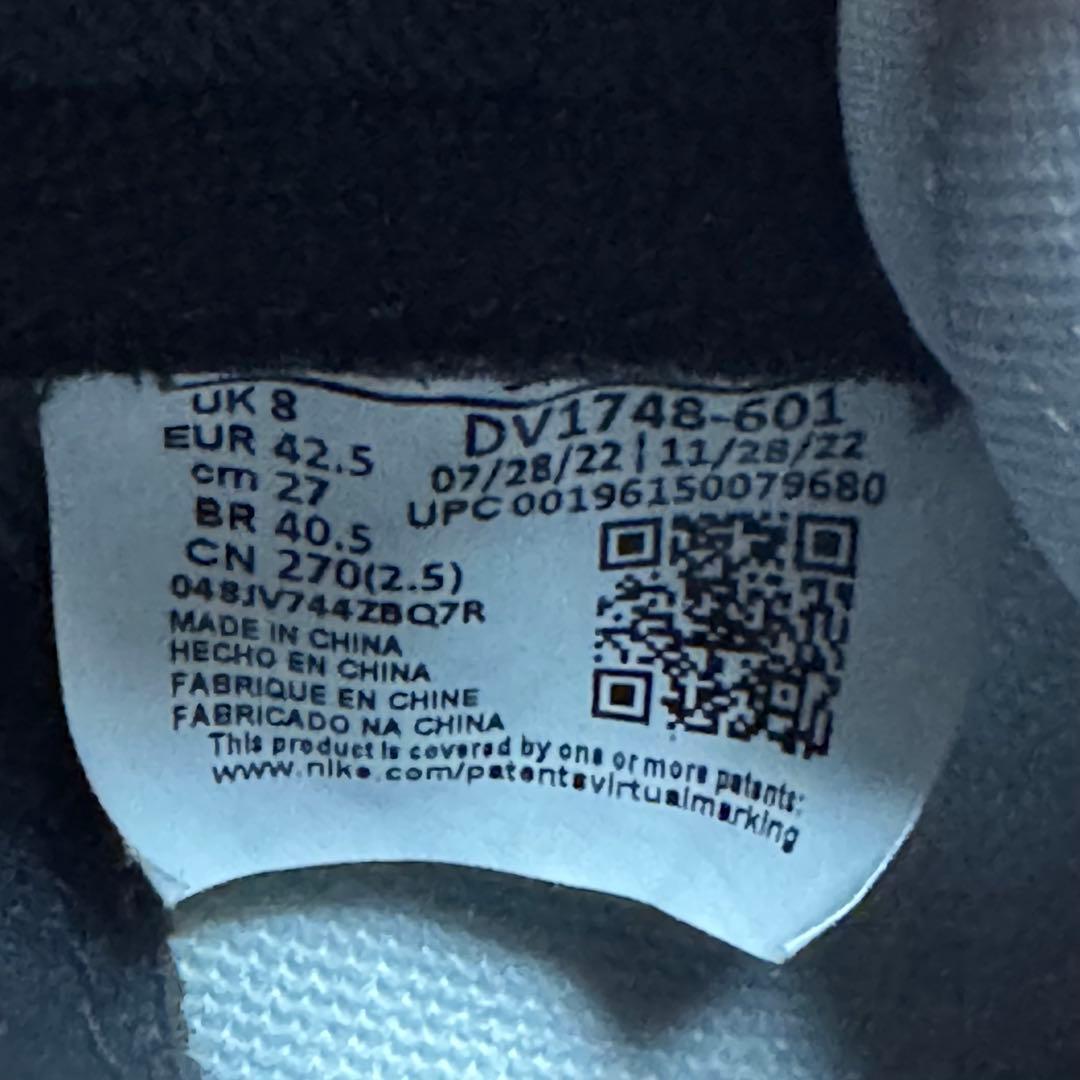 UK 8
EUR 42.5
cm 27
BR 40.5
CN 270(2.5)
048JV744ZBQ7R
MADE IN CHINA
HECHO EN CHINA
FABRIQUE EN CHINE
FABRICADO NA CHINA
DV1748-601
07/28/22 | 11/28/22
UPC 00196150079680
This product is covered by one or more patents:
www.nike.com/patentsvirtualmarking